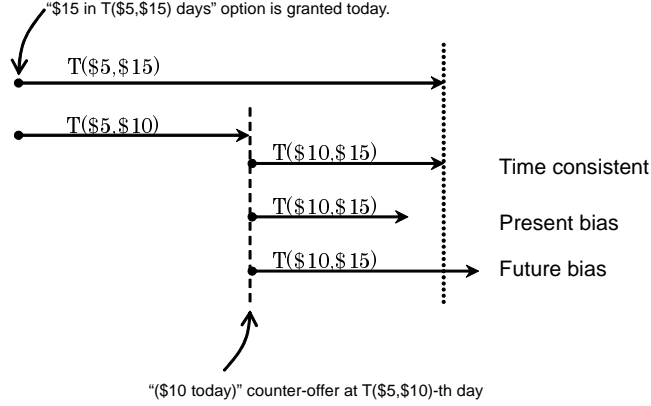 “$15 in T($5,$15) days” option is granted today.
T($5,$15)
T($5,$10)
T($10,$15)
Time consistent
T($10,$15)
Present bias
T($10,$15)
Future bias
“($10 today)” counter-offer at T($5,$10)-th day